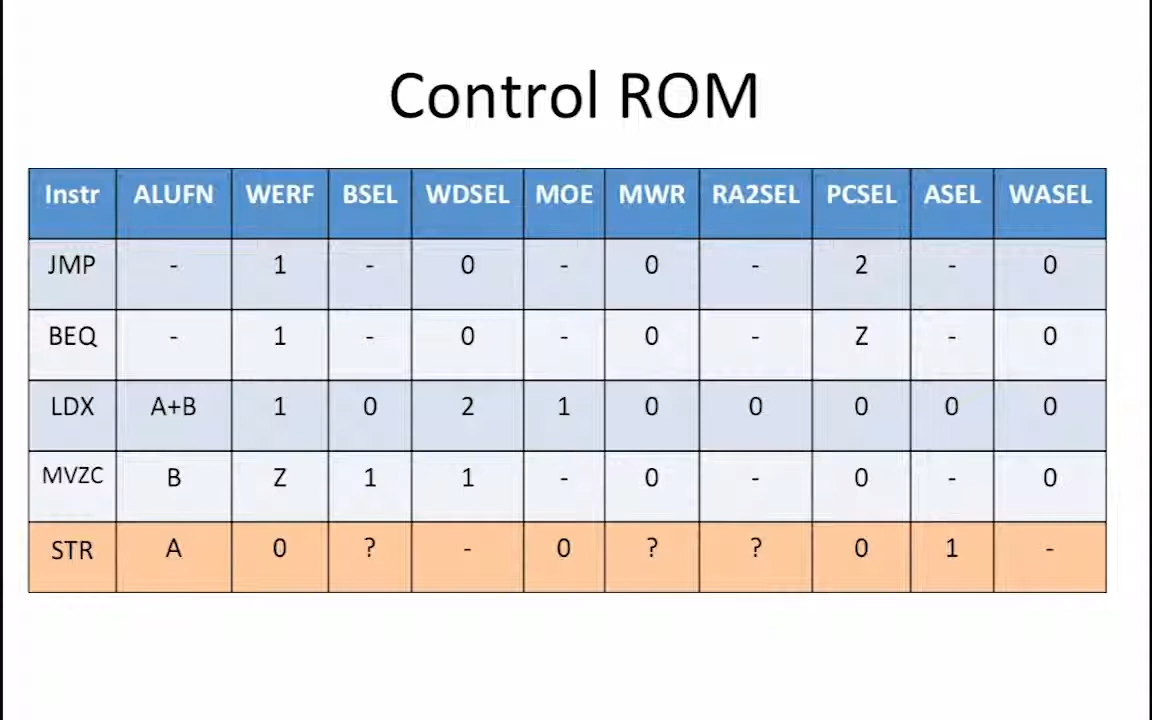 Control ROM
Instr ALUFN WERF BSEL WDSEL MOE MWR RA2SEL PCSEL ASEL WASEL
JMP - 1 - 0 - 0 - 2 - 0
BEQ - 1 - 0 - 0 - Z - 0
LDX A+B 1 0 2 1 0 0 0 0 0
MVZC B Z 1 1 - 0 - 0 - 0
STR A 0 ? - 0 ? ? 0 1 -